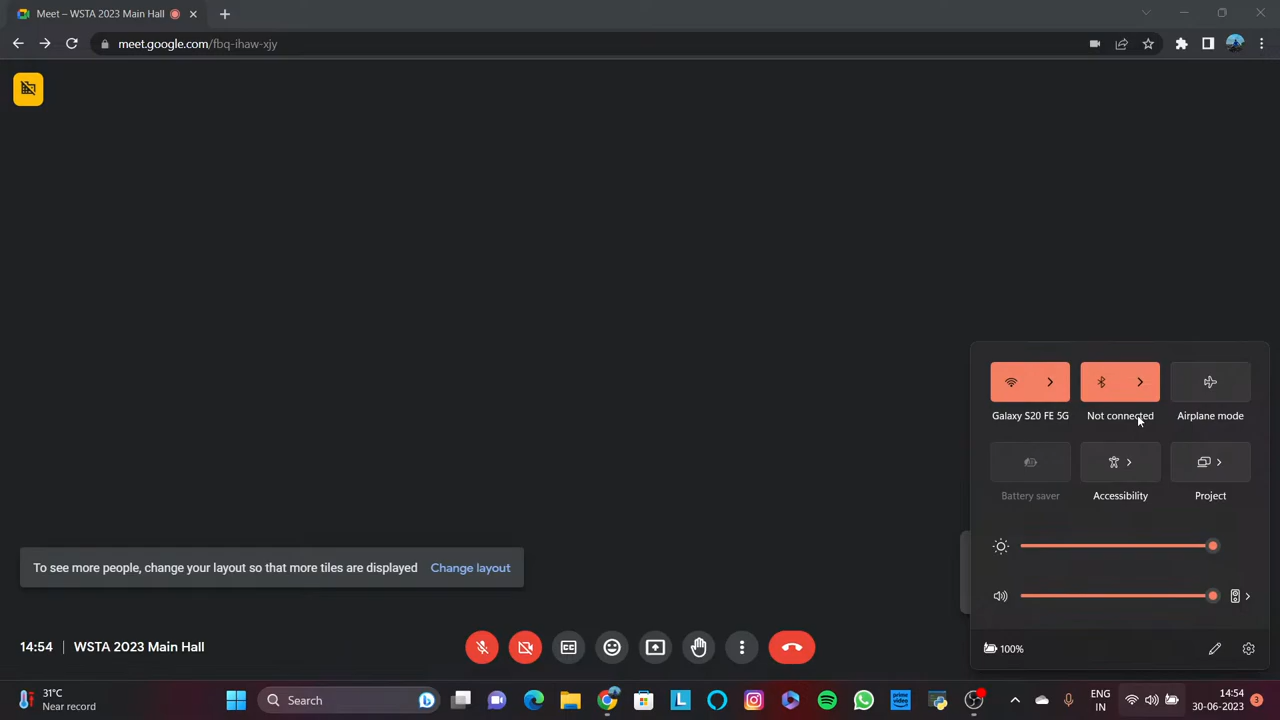 Meet – WSTA 2023 Main Hall
meet.google.com/fbq-ihaw-xjy
Galaxy S20 FE 5G
Not connected
Airplane mode
Battery saver
Accessibility
Project
To see more people, change your layout so that more tiles are displayed
Change layout
14:54 | WSTA 2023 Main Hall
100%
31°C
Near record
Search
ENG
IN
14:54
30-06-2023
3